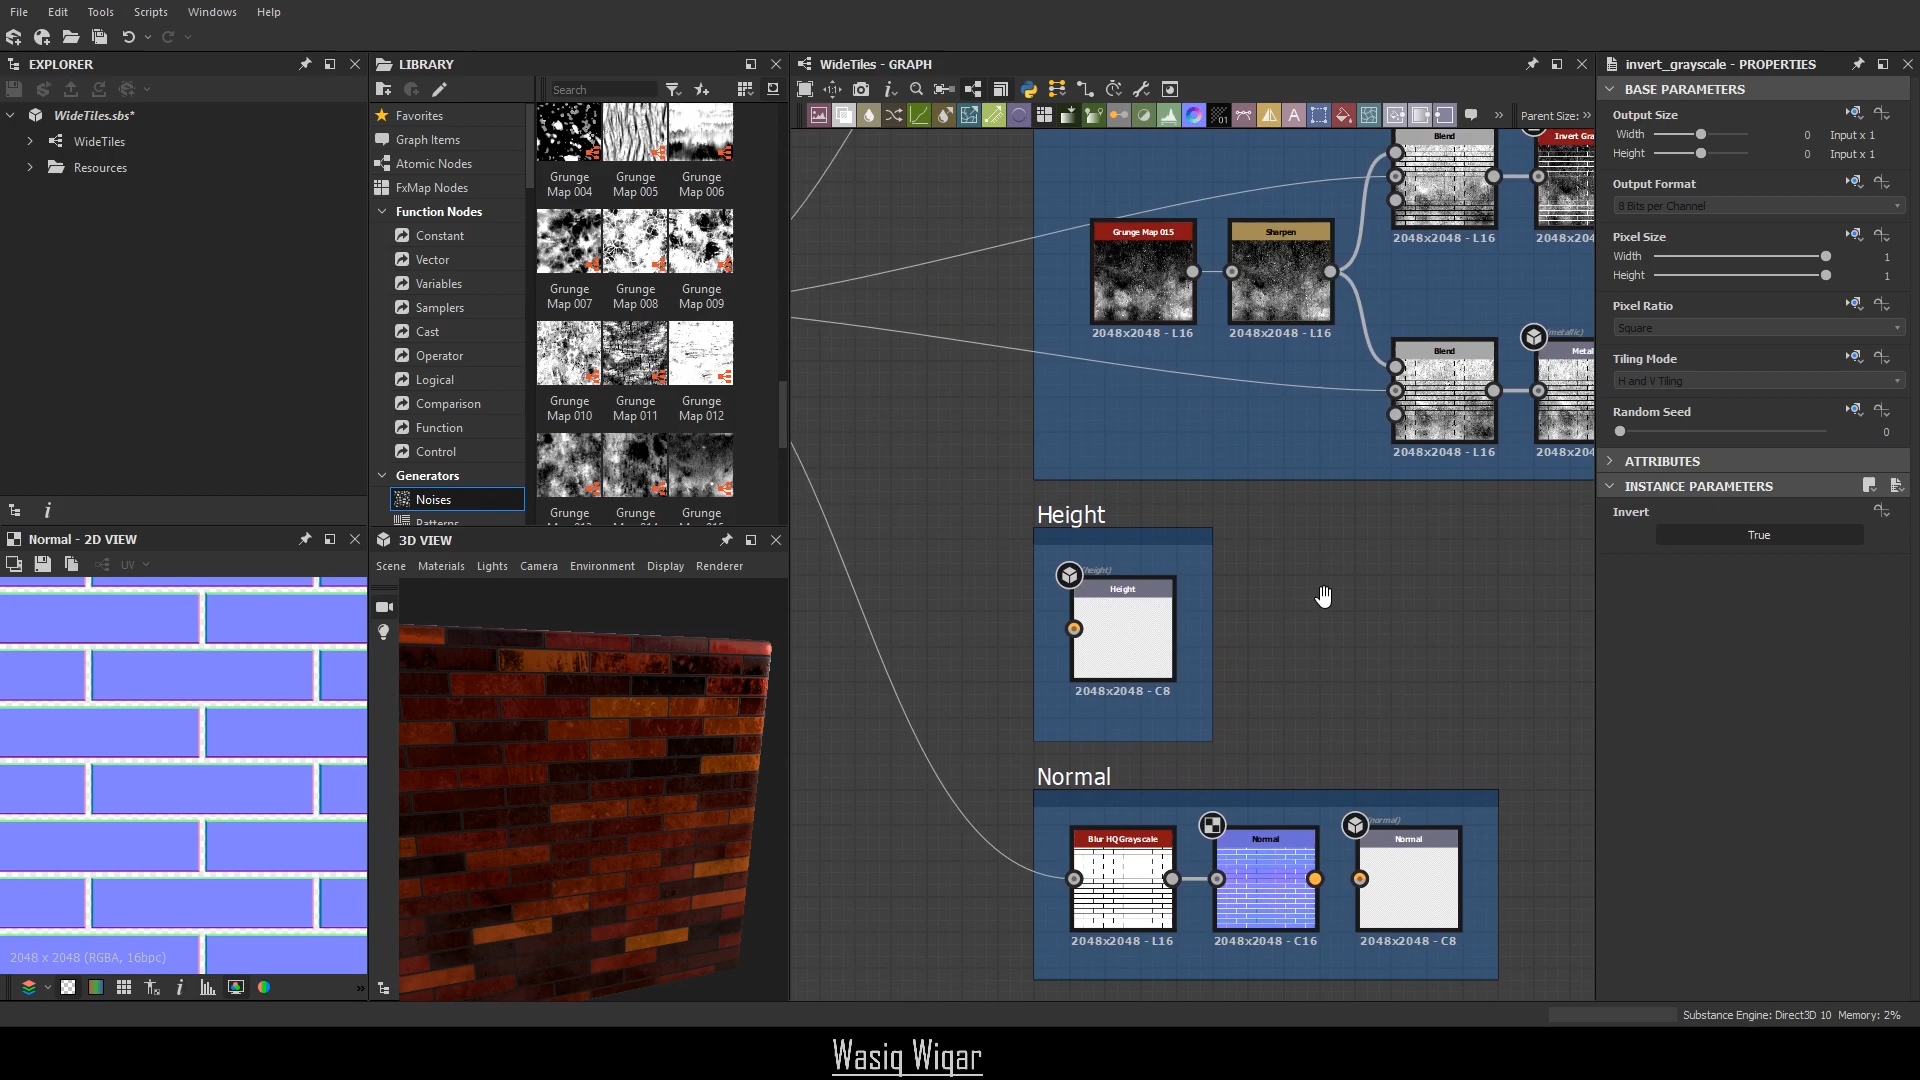 File Edit Tools Scripts Windows Help
EXPLORER
WideTiles.sbs*
WideTiles
Resources
LIBRARY
Search
Favorites
Graph Items
Atomic Nodes
FxMap Nodes
Function Nodes
Constant
Vector
Variables
Samplers
Cast
Operator
Logical
Comparison
Function
Control
Generators
Noises
Patterns
Grunge Map 004
Grunge Map 005
Grunge Map 006
Grunge Map 007
Grunge Map 008
Grunge Map 009
Grunge Map 010
Grunge Map 011
Grunge Map 012
Grunge
Grunge
Grunge
Normal - 2D VIEW
UV
2048 x 2048 (RGBA, 16bpc)
3D VIEW
Scene Materials Lights Camera Environment Display Renderer
WideTiles - GRAPH
Parent Size:
Blend
2048x2048 - L16
Invert Gra
2048x20
Grunge Map 015
2048x2048 - L16
Sharpen
2048x2048 - L16
Blend
2048x2048 - L16
(metallic)
Metal
2048x20
Height
(height)
Height
2048x2048 - C8
Normal
Blur HQ Grayscale
2048x2048 - L16
Normal
2048x2048 - C16
(normal)
Normal
2048x2048 - C8
invert_grayscale - PROPERTIES
BASE PARAMETERS
Output Size
Width 0 Input x 1
Height 0 Input x 1
Output Format
8 Bits per Channel
Pixel Size
Width 1
Height 1
Pixel Ratio
Square
Tiling Mode
H and V Tiling
Random Seed
0
ATTRIBUTES
INSTANCE PARAMETERS
Invert
True
Substance Engine: Direct3D 10 Memory: 2%
Wasiq Wiqar